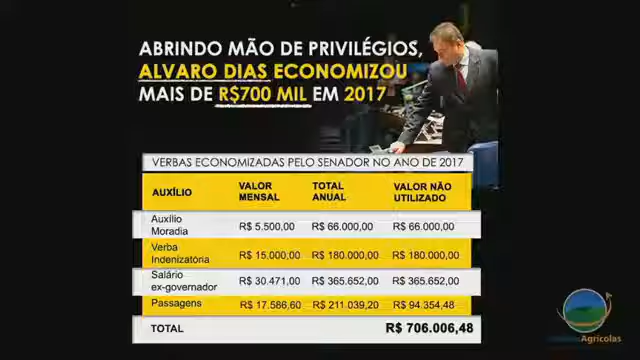 ABRINDO MÃO DE PRIVILÉGIOS,
ALVARO DIAS ECONOMIZOU
MAIS DE R$700 MIL EM 2017
VERBAS ECONOMIZADAS PELO SENADOR NO ANO DE 2017
AUXÍLIO VALOR MENSAL TOTAL ANUAL VALOR NÃO UTILIZADO
Auxílio Moradia R$ 5.500,00 R$ 66.000,00 R$ 66.000,00
Verba Indenizatória R$ 15.000,00 R$ 180.000,00 R$ 180.000,00
Salário ex-governador R$ 30.471,00 R$ 365.652,00 R$ 365.652,00
Passagens R$ 17.586,60 R$ 211.039,20 R$ 94.354,48
TOTAL R$ 706.006,48
Agrícolas